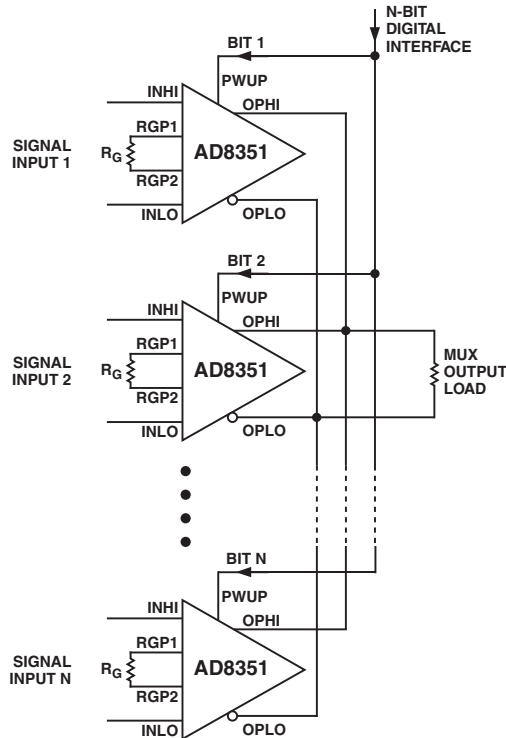 N-BIT
DIGITAL
INTERFACE
BIT 1
PWUP
INHI
OPHI
RGP1
SIGNAL
INPUT 1
RG
AD8351
RGP2
INLO
OPLO
BIT 2
PWUP
INHI
OPHI
RGP1
SIGNAL
INPUT 2
RG
AD8351
RGP2
INLO
OPLO
MUX
OUTPUT
LOAD
BIT N
PWUP
INHI
OPHI
RGP1
SIGNAL
INPUT N
RG
AD8351
RGP2
INLO
OPLO